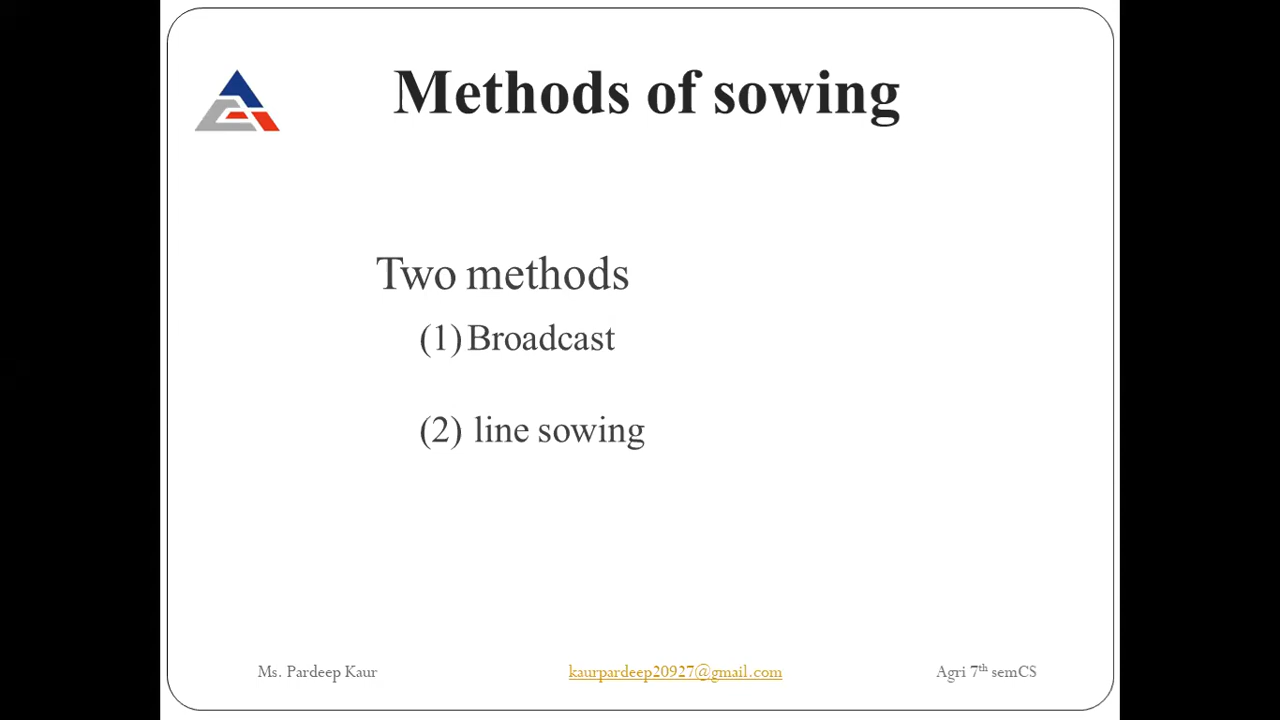 Methods of sowing
Two methods
(1) Broadcast
(2) line sowing
Ms. Pardeep Kaur kaurpardeep20927@gmail.com Agri 7th semCS